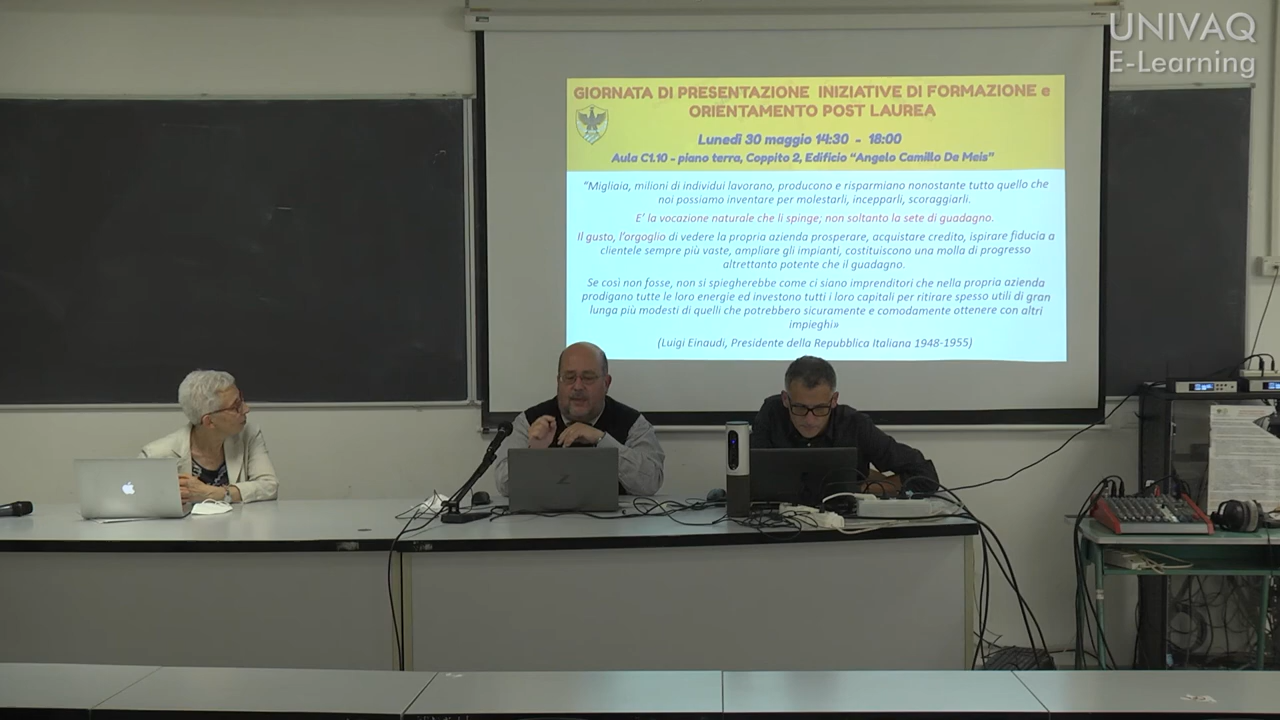 UNIVAQ
E-Learning
GIORNATA DI PRESENTAZIONE INIZIATIVE DI FORMAZIONE e
ORIENTAMENTO POST LAUREA
Lunedì 30 maggio 14:30 - 18:00
Aula C1.10 - piano terra, Coppito 2, Edificio "Angelo Camillo De Meis"
"Migliaia, milioni di individui lavorano, producono e risparmiano nonostante tutto quello che
noi possiamo inventare per molestarli, incepparli, scoraggiarli.
E' la vocazione naturale che li spinge; non soltanto la sete di guadagno.
Il gusto, l'orgoglio di vedere la propria azienda prosperare, acquistare credito, ispirare fiducia a
clientele sempre più vaste, ampliare gli impianti, costituiscono una molla di progresso
altrettanto potente che il guadagno.
Se così non fosse, non si spiegherebbe come ci siano imprenditori che nella propria azienda
prodigano tutte le loro energie ed investono tutti i loro capitali per ritirare spesso utili di gran
lunga più modesti di quelli che potrebbero sicuramente e comodamente ottenere con altri
impieghi»
(Luigi Einaudi, Presidente della Repubblica Italiana 1948-1955)